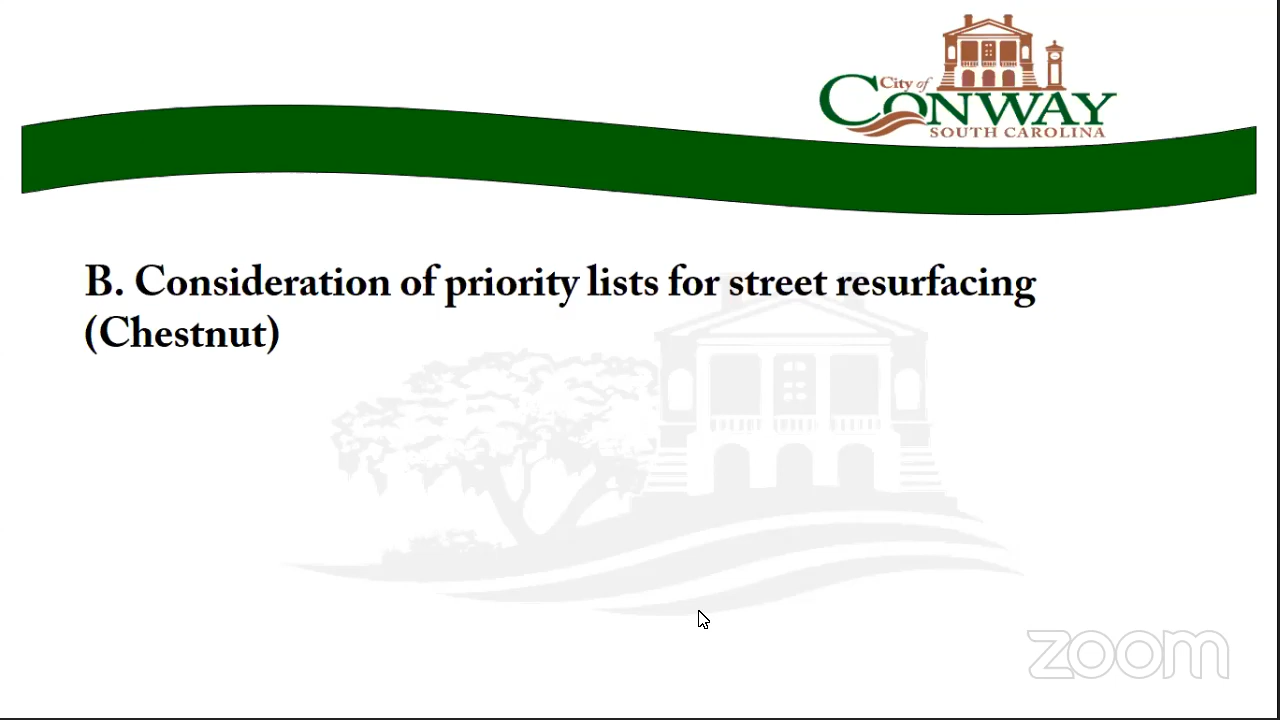 City of
CONWAY
SOUTH CAROLINA
B. Consideration of priority lists for street resurfacing
(Chestnut)
zoom